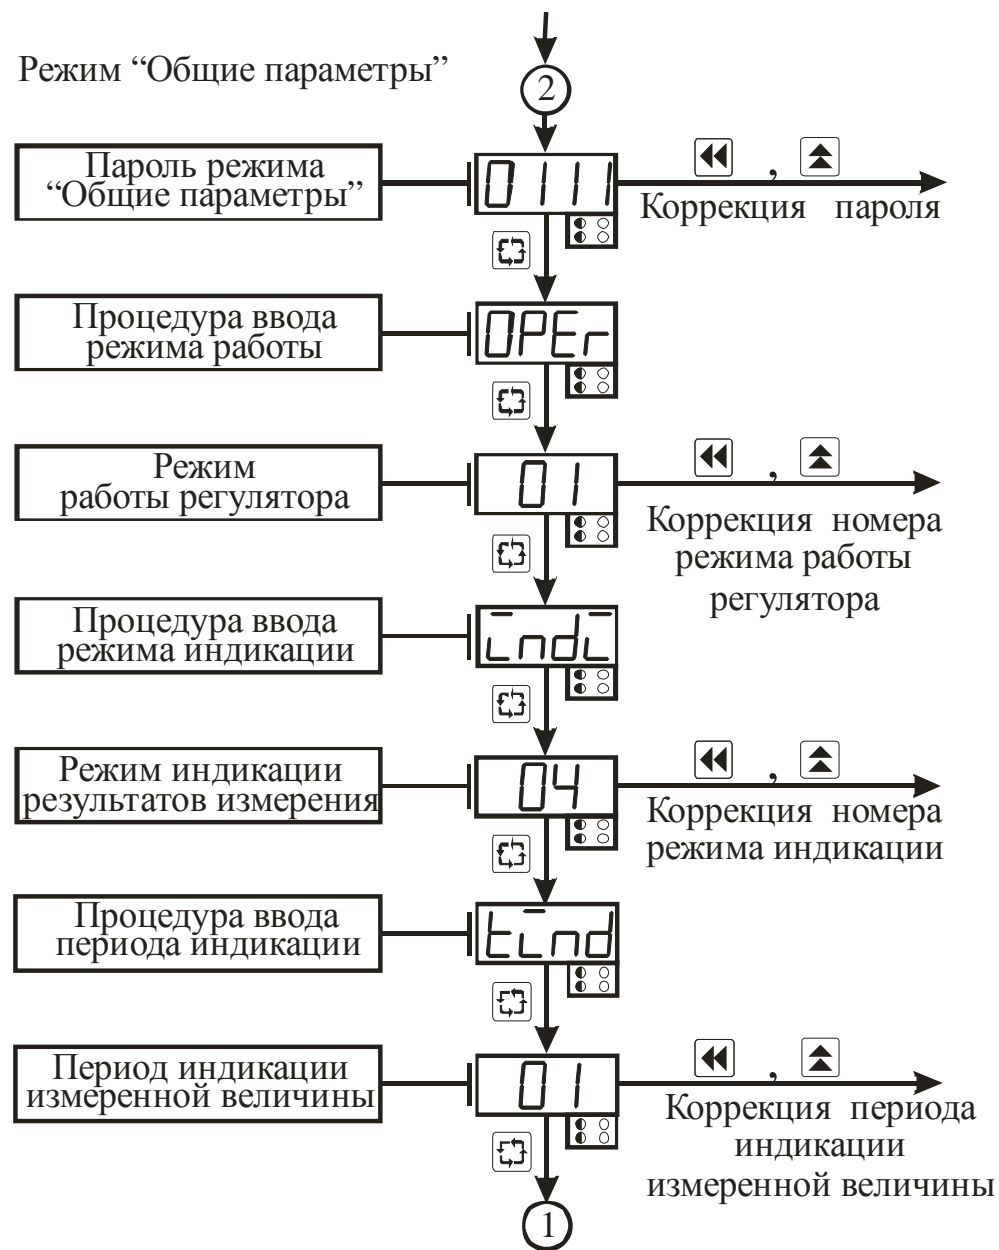 Режим “Общие параметры”
2
Пароль режима
“Общие параметры”
0111
,
Коррекция пароля
Процедура ввода
режима работы
OPEr
Режим
работы регулятора
01
,
Коррекция номера
режима работы
регулятора
Процедура ввода
режима индикации
indi
Режим индикации
результатов измерения
04
,
Коррекция номера
режима индикации
Процедура ввода
периода индикации
tind
Период индикации
измеренной величины
01
,
Коррекция периода
индикации
измеренной величины
1